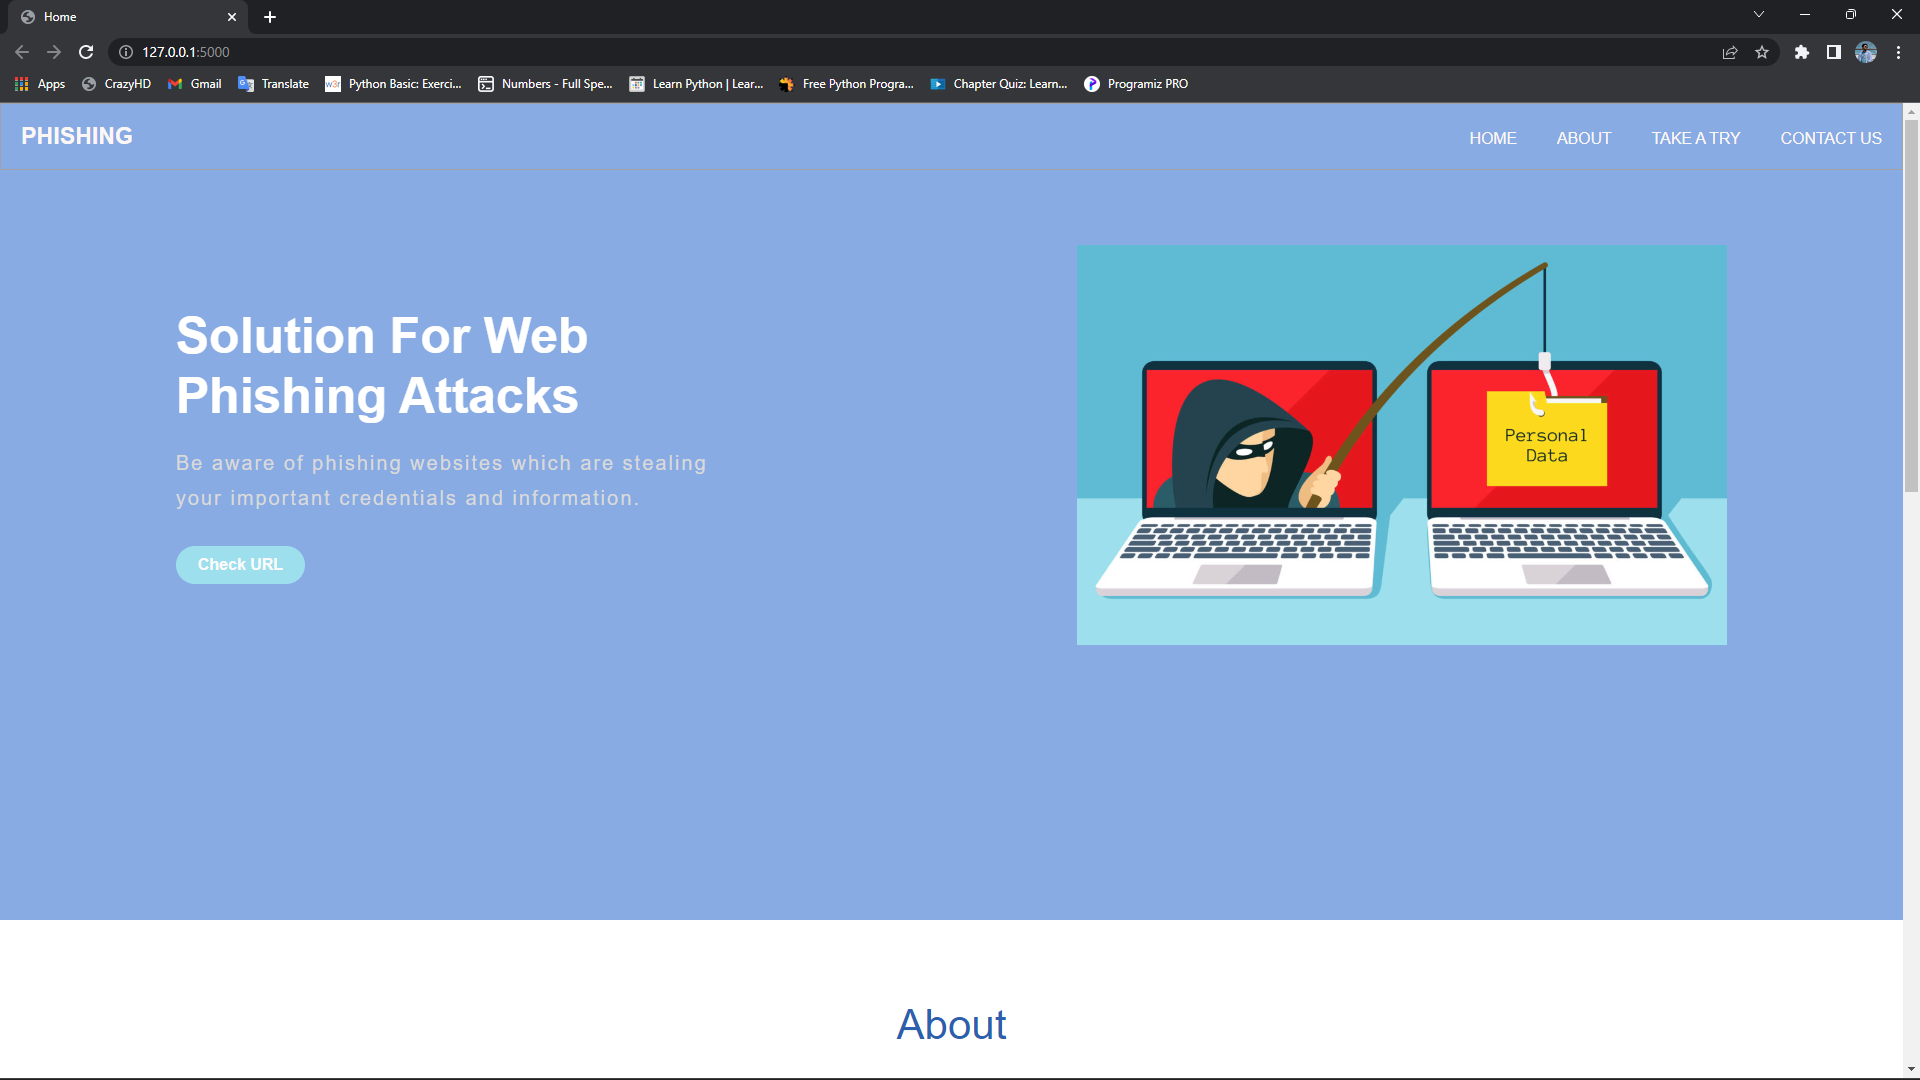 Home
127.0.0.1:5000
Apps CrazyHD Gmail Translate Python Basic: Exerci... Numbers - Full Spe... Learn Python | Lear... Free Python Progra... Chapter Quiz: Learn... Programiz PRO
PHISHING
HOME ABOUT TAKE A TRY CONTACT US
Solution For Web
Phishing Attacks
Be aware of phishing websites which are stealing
your important credentials and information.
Check URL
Personal
Data
About